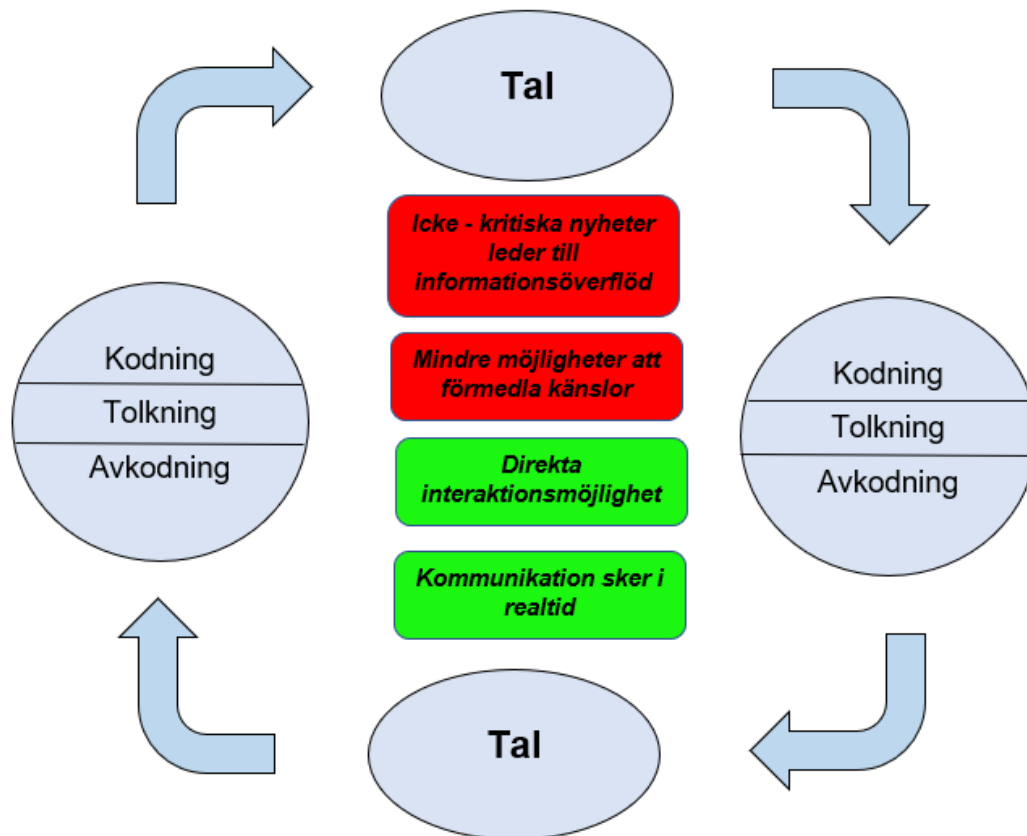 Tal
Icke - kritiska nyheter
leder till
informationsöverflöd
Mindre möjligheter att
förmedla känslor
Direkta
interaktionsmöjlighet
Kommunikation sker i
realtid
Kodning
Tolkning
Avkodning
Kodning
Tolkning
Avkodning
Tal